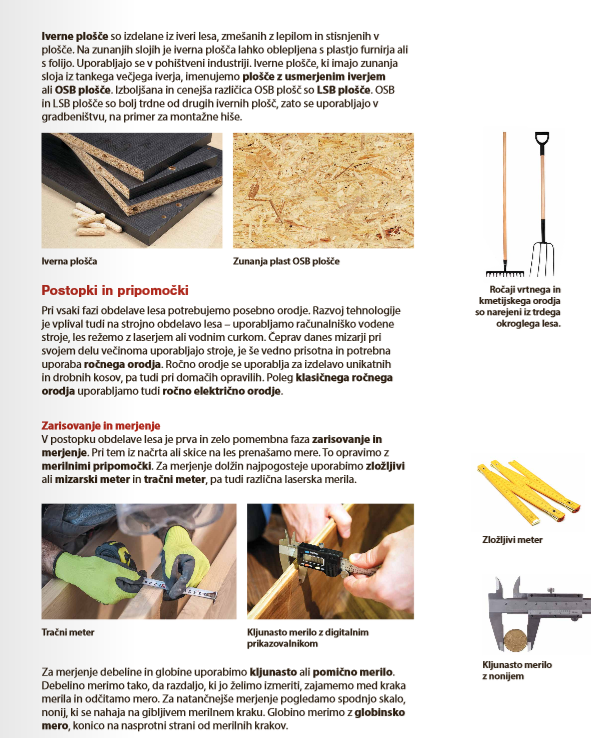 Iverne plošče so izdelane iz iveri lesa, zmešanih z lepilom in stisnjenih v
plošče. Na zunanjih slojih je iverna plošča lahko oblepljena s plastjo furnirja ali
s folijo. Uporabljajo se v pohištveni industriji. Iverne plošče, ki imajo zunanja
sloja iz tankega večjega iverja, imenujemo plošče z usmerjenim iverjem
ali OSB plošče. Izboljšana in cenejša različica OSB plošč so LSB plošče. OSB
in LSB plošče so bolj trdne od drugih ivernih plošč, zato se uporabljajo v
gradbeništvu, na primer za montažne hiše.
Iverna plošča
Zunanja plast OSB plošče
Ročaji vrtnega in
kmetijskega orodja
so narejeni iz trdega
okroglega lesa.
Postopki in pripomočki
Pri vsaki fazi obdelave lesa potrebujemo posebno orodje. Razvoj tehnologije
je vplival tudi na strojno obdelavo lesa – uporabljamo računalniško vodene
stroje, les režemo z laserjem ali vodnim curkom. Čeprav danes mizarji pri
svojem delu večinoma uporabljajo stroje, je še vedno prisotna in potrebna
uporaba ročnega orodja. Ročno orodje se uporablja za izdelavo unikatnih
in drobnih kosov, pa tudi pri domačih opravilih. Poleg klasičnega ročnega
orodja uporabljamo tudi ročno električno orodje.
Zarisovanje in merjenje
V postopku obdelave lesa je prva in zelo pomembna faza zarisovanje in
merjenje. Pri tem iz načrta ali skice na les prenašamo mere. To opravimo z
merilnimi pripomočki. Za merjenje dolžin najpogosteje uporabimo zložljivi
ali mizarski meter in tračni meter, pa tudi različna laserska merila.
Zložljivi meter
Tračni meter
Kljunasto merilo z digitalnim
prikazovalnikom
Kljunasto merilo
z nonijem
Za merjenje debeline in globine uporabimo kljunasto ali pomično merilo.
Debelino merimo tako, da razdaljo, ki jo želimo izmeriti, zajamemo med kraka
merila in odčitamo mero. Za natančnejše merjenje pogledamo spodnjo skalo,
nonij, ki se nahaja na gibljivem merilnem kraku. Globino merimo z globinsko
mero, konico na nasprotni strani od merilnih krakov.